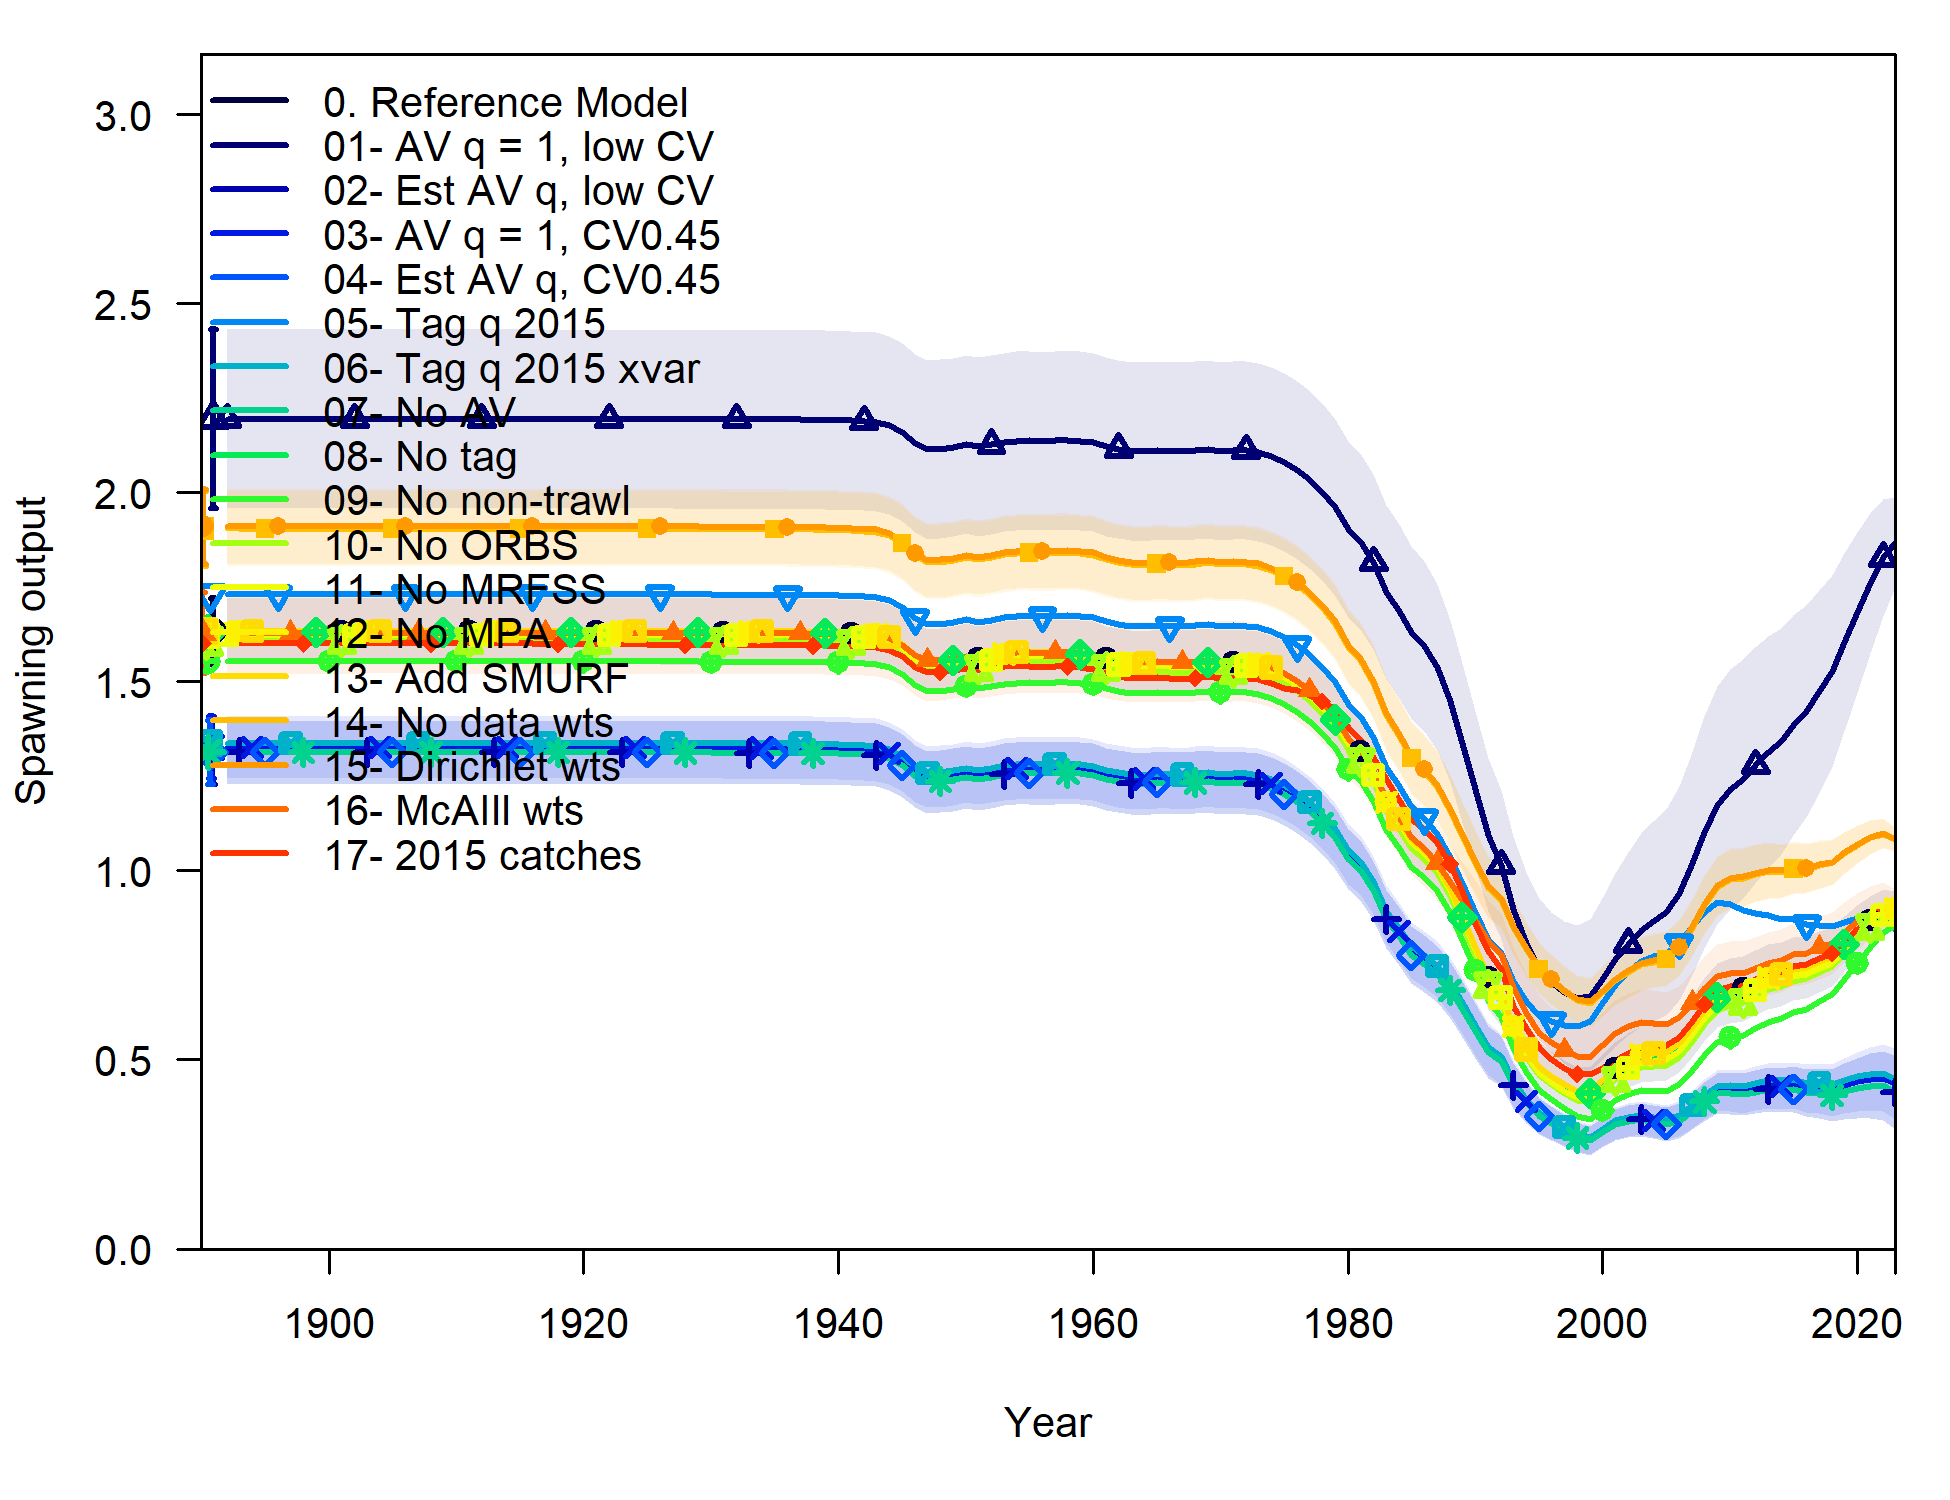 3.0
2.5
2.0
1.5
1.0
0.5
0.0
Spawning output
0. Reference Model
01- AV q = 1, low CV
02- Est AV q, low CV
03- AV q = 1, CV0.45
04- Est AV q, CV0.45
05- Tag q 2015
06- Tag q 2015 xvar
07- No AV
08- No tag
09- No non-trawl
10- No ORBS
11- No MRFSS
12- No MPA
13- Add SMURF
14- No data wts
15- Dirichlet wts
16- McAlll wts
17- 2015 catches
1900 1920 1940 1960 1980 2000 2020
Year